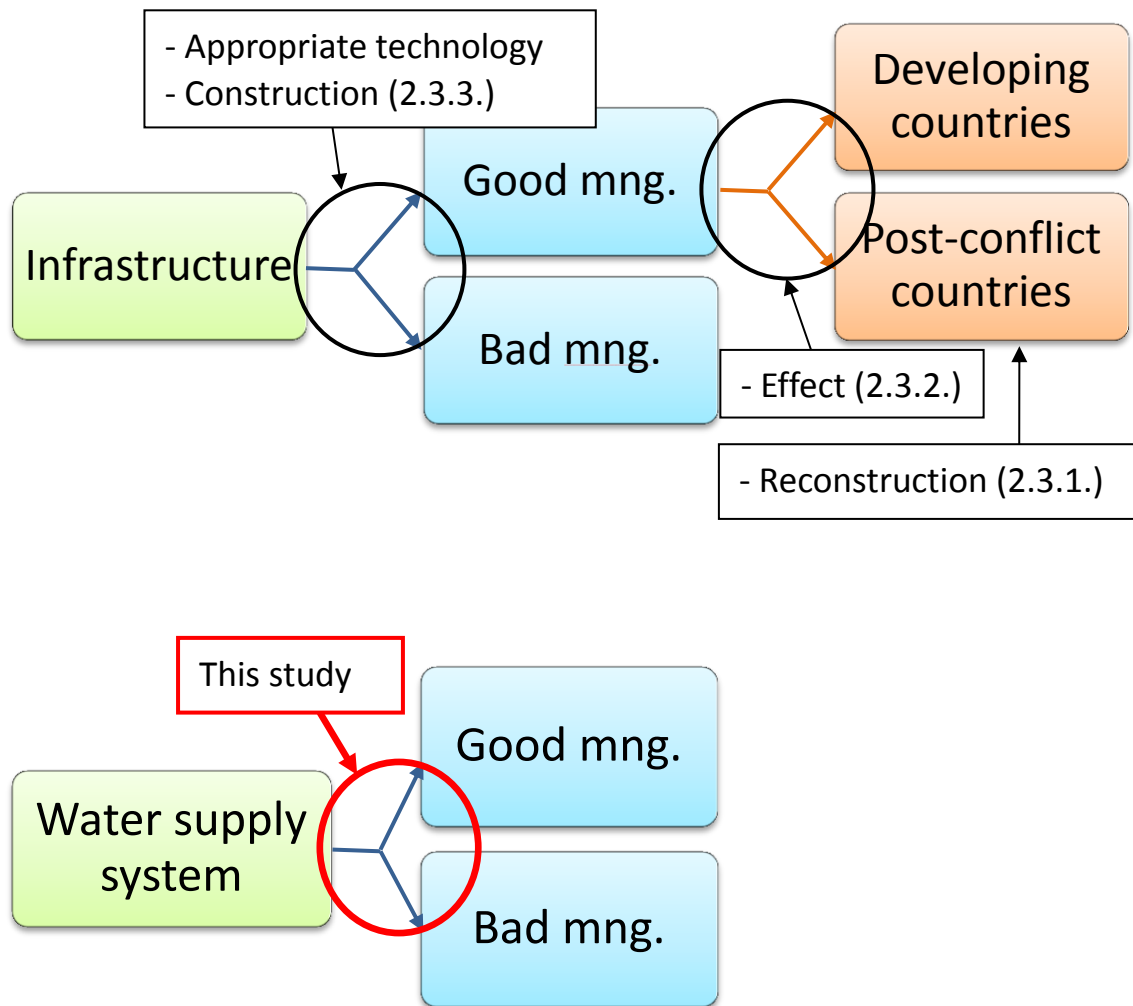 - Appropriate technology
- Construction (2.3.3.)
Developing
countries
Good mng.
Infrastructure
Post-conflict
countries
Bad mng.
- Effect (2.3.2.)
- Reconstruction (2.3.1.)
This study
Good mng.
Water supply
system
Bad mng.